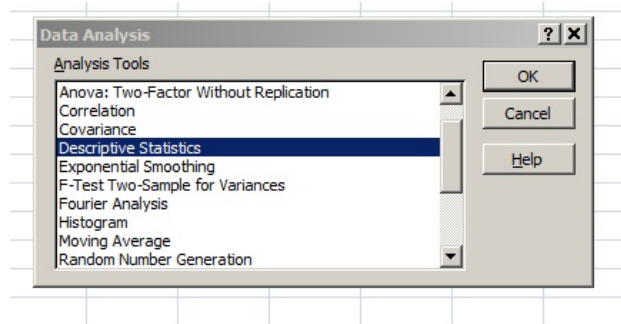 Data Analysis
Analysis Tools
Anova: Two-Factor Without Replication
Correlation
Covariance
Descriptive Statistics
Exponential Smoothing
F-Test Two-Sample for Variances
Fourier Analysis
Histogram
Moving Average
Random Number Generation
OK
Cancel
Help